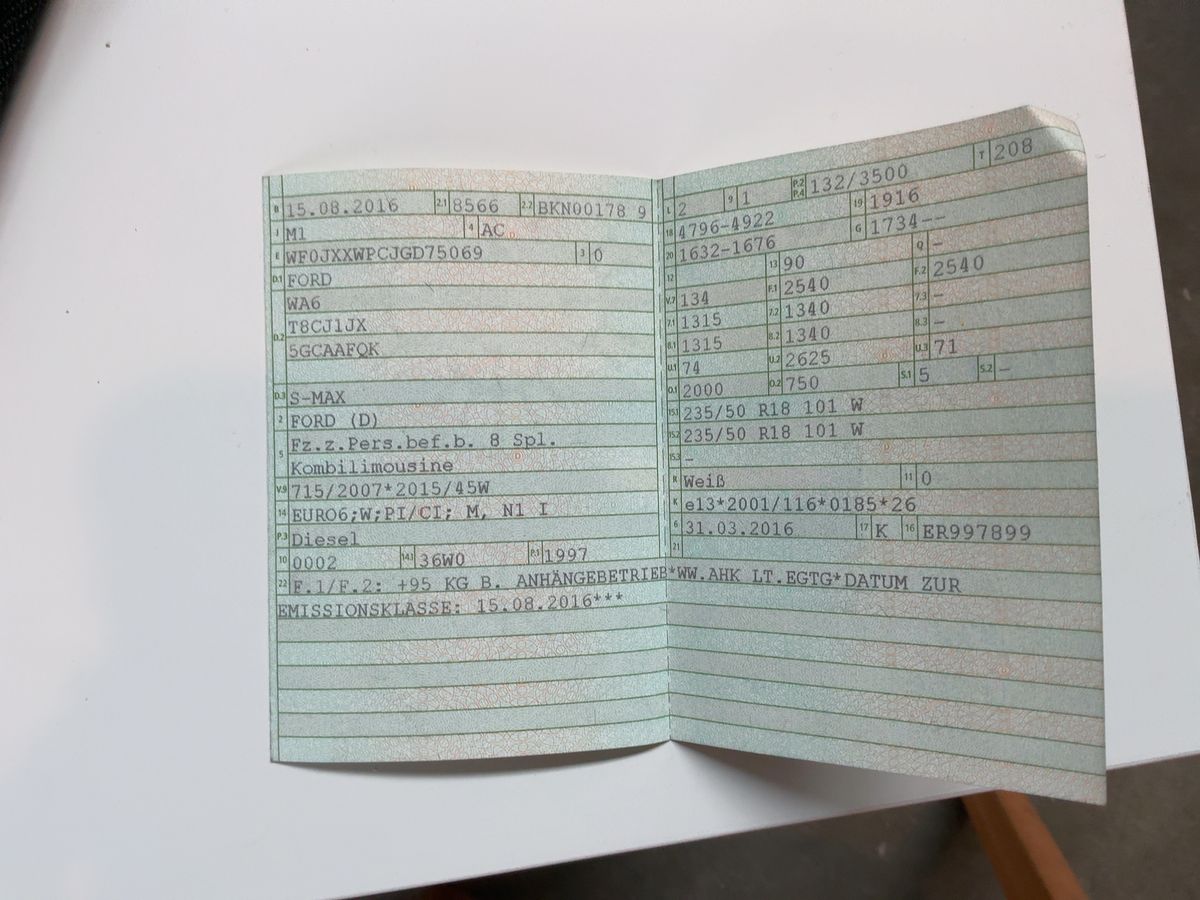 B 15.08.2016 2.1 8566 2.2 BKN00178 9
J M1 4 AC
E WF0JXXWPCJGD75069 3 0
D.1 FORD
D.2 WA6
T8CJ1JX
5GCAAFQK
D.3 S-MAX
2 FORD (D)
5 Fz.z.Pers.bef.b. 8 Spl.
Kombilimousine
V.9 715/2007*2015/45W
14 EURO6;W;PI/CI; M, N1 I
P.3 Diesel
10 0002 14.1 36W0 P.1 1997
L 2 9 1 P.2 P.4 132/3500 T 208
18 4796-4922 19 1916
20 1632-1676 G 1734--
12 13 90 Q -
V.7 134 F.1 2540 F.2 2540
7.1 1315 7.2 1340 7.3 -
8.1 1315 8.2 1340 8.3 -
U.1 74 U.2 2625 U.3 71
O.1 2000 O.2 750 S.1 5 S.2 -
15.1 235/50 R18 101 W
15.2 235/50 R18 101 W
15.3 -
R Weiß 11 0
K e13*2001/116*0185*26
6 31.03.2016 17 K 16 ER997899
21
22 F.1/F.2: +95 KG B. ANHÄNGEBETRIEB*WW.AHK LT.EGTG*DATUM ZUR
EMISSIONSKLASSE: 15.08.2016***